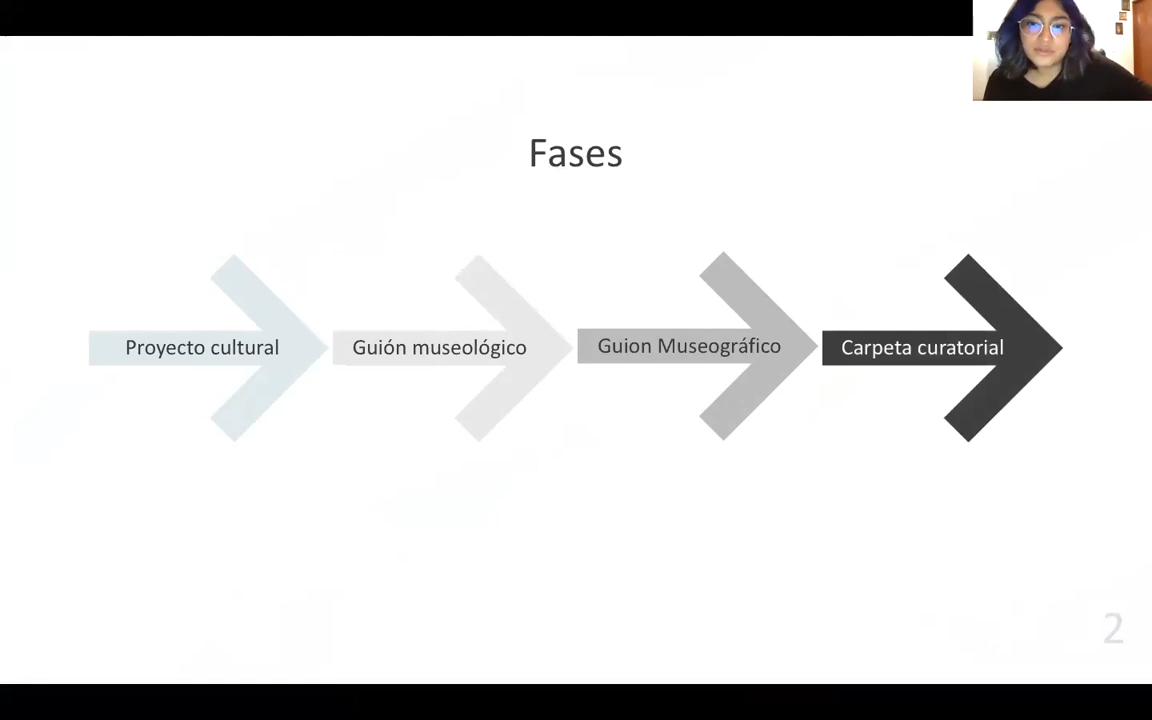 Fases
Proyecto cultural
Guión museológico
Guion Museográfico
Carpeta curatorial
2